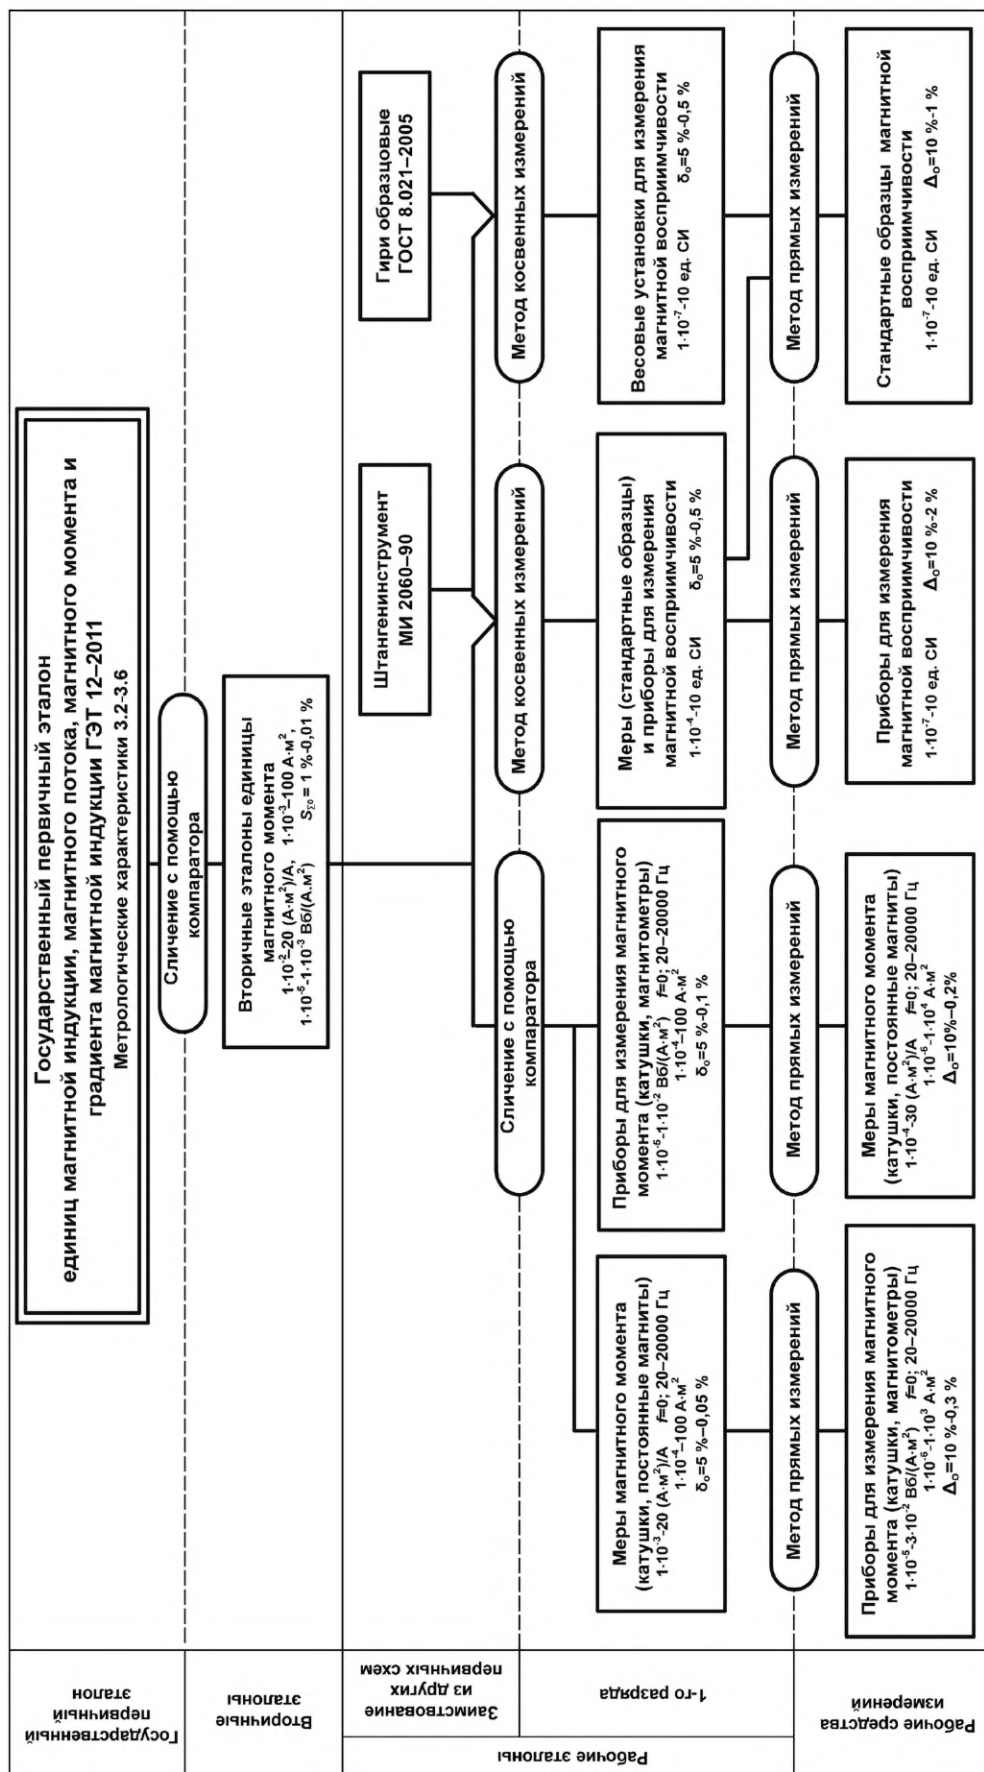 Государственный первичный эталон
единиц магнитной индукции, магнитного потока, магнитного момента и
градиента магнитной индукции ГЭТ 12–2011
Метрологические характеристики 3.2-3.6
Сличение с помощью
компаратора
Вторичные эталоны единицы
магнитного момента
1·10⁻²–20 (А·м²)/А, 1·10⁻³–100 А·м²,
1·10⁻⁵-1·10⁻³ Вб/(А.м²) S_Σ₀ = 1 %-0,01 %
Штангенинструмент
МИ 2060–90
Гири образцовые
ГОСТ 8.021–2005
Сличение с помощью
компаратора
Метод косвенных измерений
Метод косвенных измерений
Меры магнитного момента
(катушки, постоянные магниты)
1·10⁻³-20 (А·м²)/А f=0; 20–20000 Гц
1·10⁻⁴–100 А·м²
δₒ=5 %–0,05 %
Приборы для измерения магнитного
момента (катушки, магнитометры)
1·10⁻⁵-1·10⁻² Вб/(А·м²) f=0; 20–20000 Гц
1·10⁻⁴–100 А·м²
δₒ=5 %-0,1 %
Меры (стандартные образцы)
и приборы для измерения
магнитной восприимчивости
1·10⁻⁴-10 ед. СИ δₒ=5 %-0,5 %
Весовые установки для измерения
магнитной восприимчивости
1·10⁻⁷-10 ед. СИ δₒ=5 %-0,5 %
Метод прямых измерений
Метод прямых измерений
Метод прямых измерений
Метод прямых измерений
Приборы для измерения магнитного
момента (катушки, магнитометры)
1·10⁻⁵-3·10⁻² Вб/(А·м²) f=0; 20–20000 Гц
1·10⁻⁶-1·10³ А·м²
Δₒ=10 %-0,3 %
Меры магнитного момента
(катушки, постоянные магниты)
1·10⁻⁴-30 (А·м²)/А f=0; 20–20000 Гц
1·10⁻⁶-1·10⁴ А·м²
Δₒ=10%–0,2%
Приборы для измерения
магнитной восприимчивости
1·10⁻⁷-10 ед. СИ Δₒ=10 %-2 %
Стандартные образцы магнитной
восприимчивости
1·10⁻⁷-10 ед. СИ Δₒ=10 %-1 %
Государственный
первичный
эталон
Вторичные
эталоны
Заимствование
из других
первичных схем
1-го разряда
Рабочие эталоны
Рабочие средства
измерений